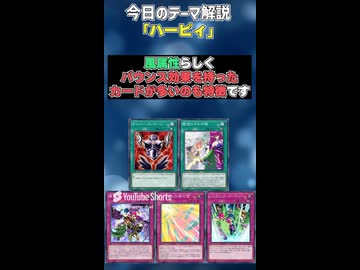 今日のテーマ解説
「ハーピィ」
風属性らしく
バウンス効果を持った
カードが多いのも特徴です
YouTube Shorts